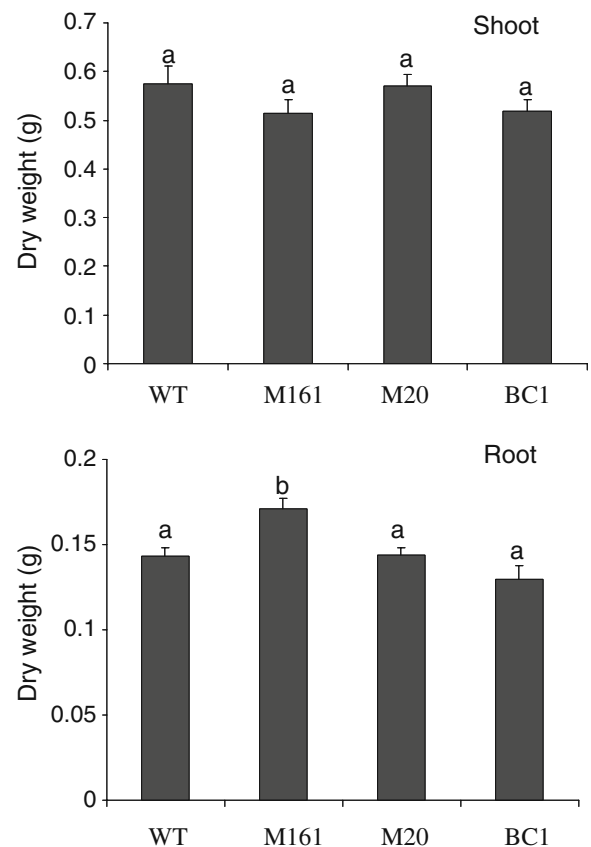 Shoot
Dry weight (g)
0.7
0.6
0.5
0.4
0.3
0.2
0.1
0
a
a
a
a
WT
M161
M20
BC1
Root
Dry weight (g)
0.2
0.15
0.1
0.05
0
a
b
a
a
WT
M161
M20
BC1